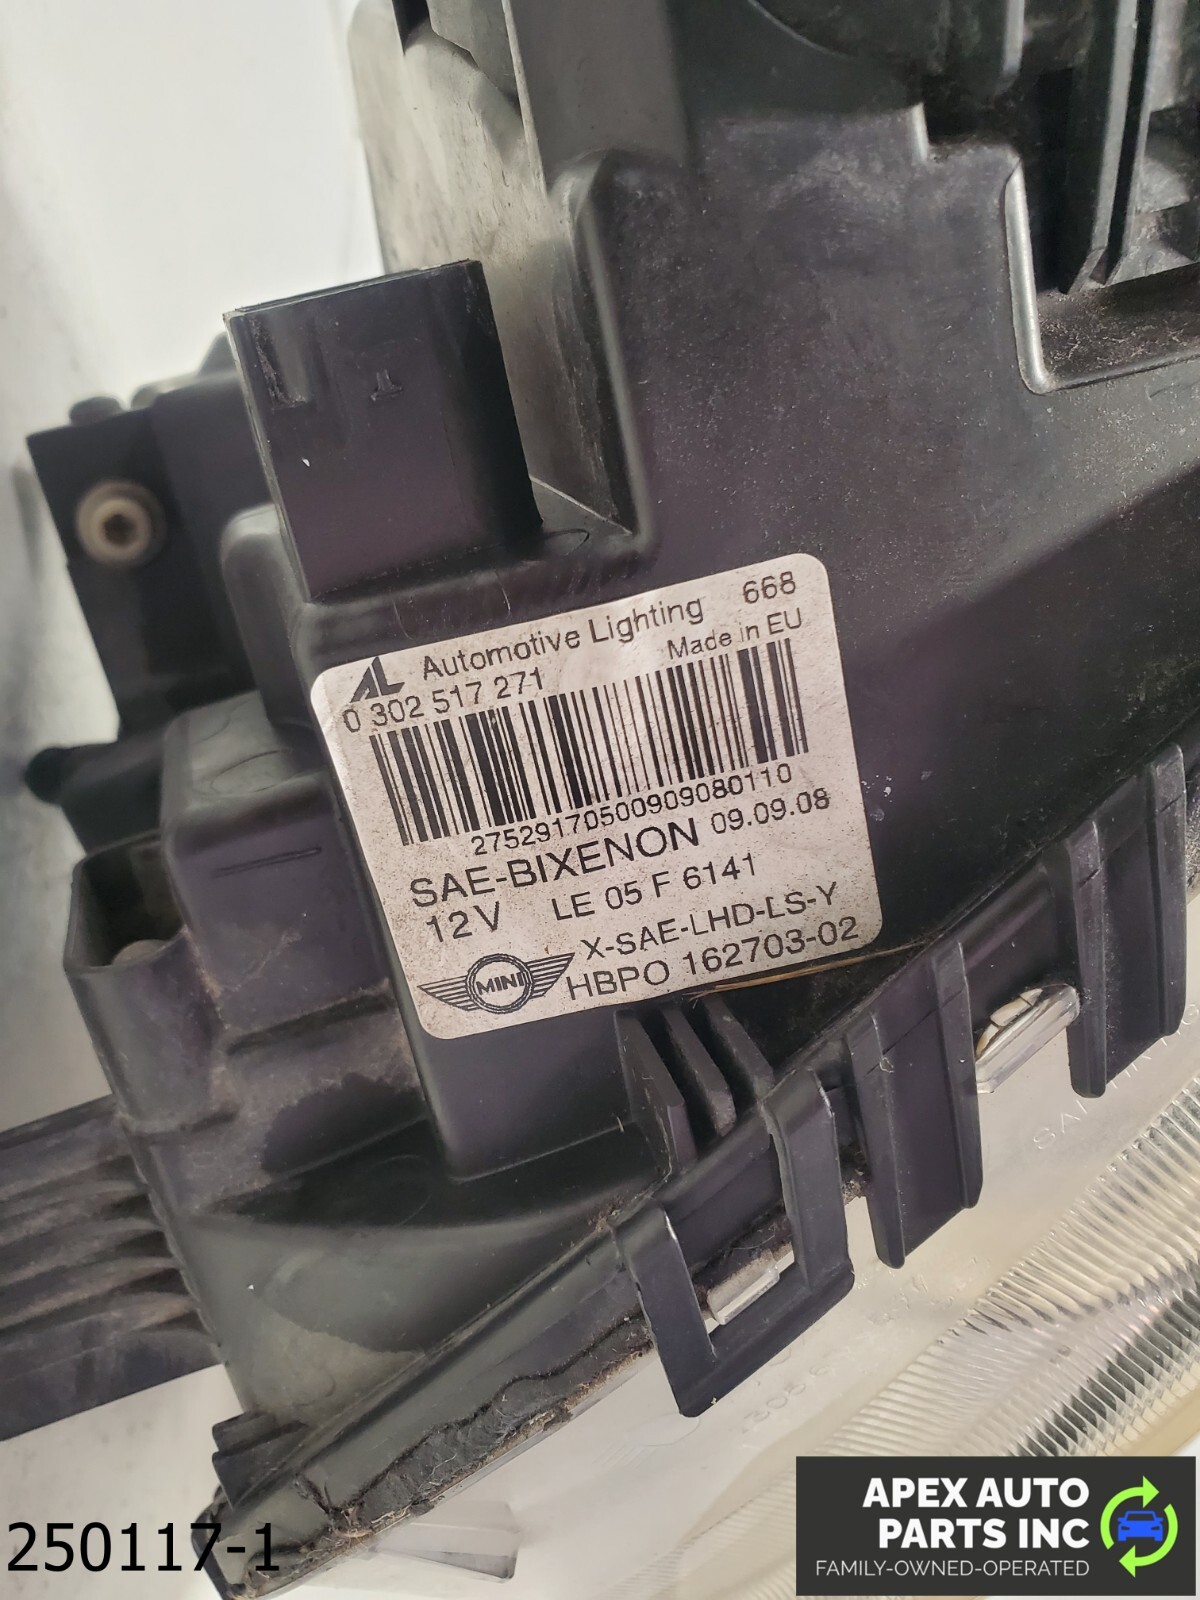 Automotive Lighting 668
Made in EU
0 302 517 271
27529170500909080110
SAE-BIXENON 09.09.08
12V LE 05 F 6141
X-SAE-LHD-LS-Y
MINI HBPO 162703-02
250117-1
APEX AUTO
PARTS INC
FAMILY-OWNED-OPERATED